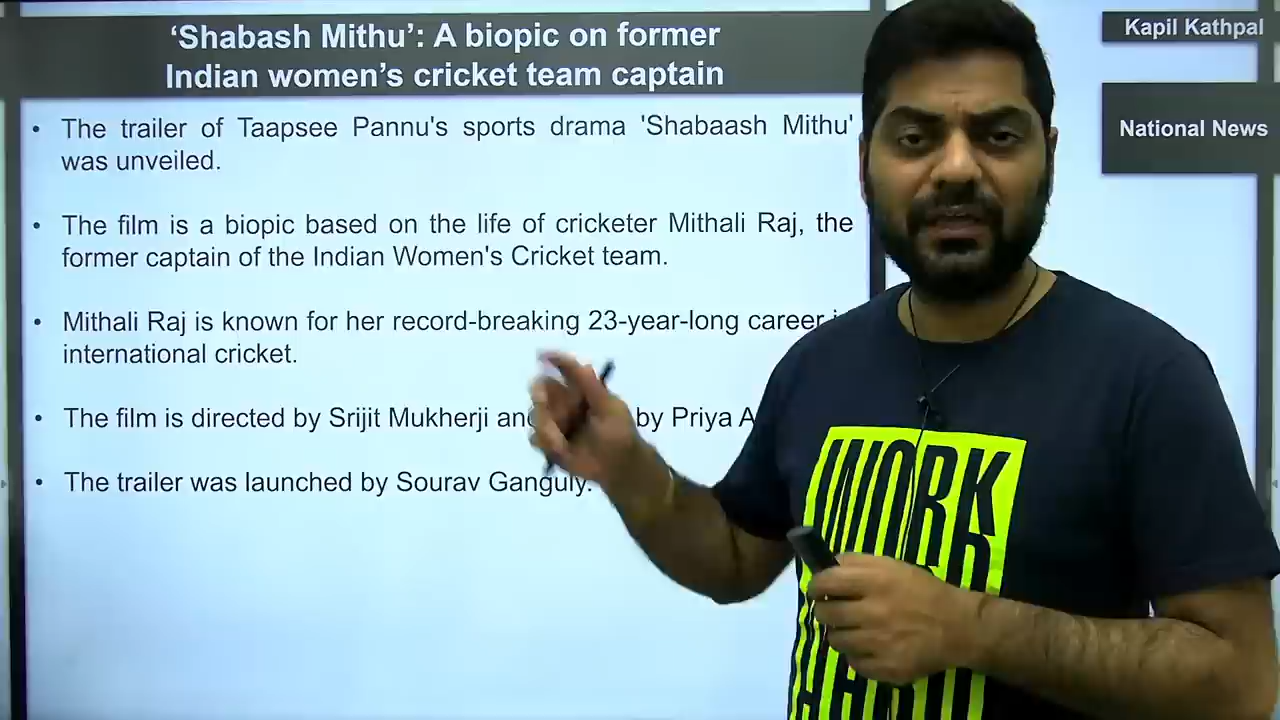 ‘Shabash Mithu’: A biopic on former
Indian women’s cricket team captain
Kapil Kathpal
National News
• The trailer of Taapsee Pannu's sports drama 'Shabaash Mithu'
was unveiled.
• The film is a biopic based on the life of cricketer Mithali Raj, the
former captain of the Indian Women's Cricket team.
• Mithali Raj is known for her record-breaking 23-year-long career
international cricket.
• The film is directed by Srijit Mukherji by Priya
• The trailer was launched by Sourav Ganguly.
WORK
HARD